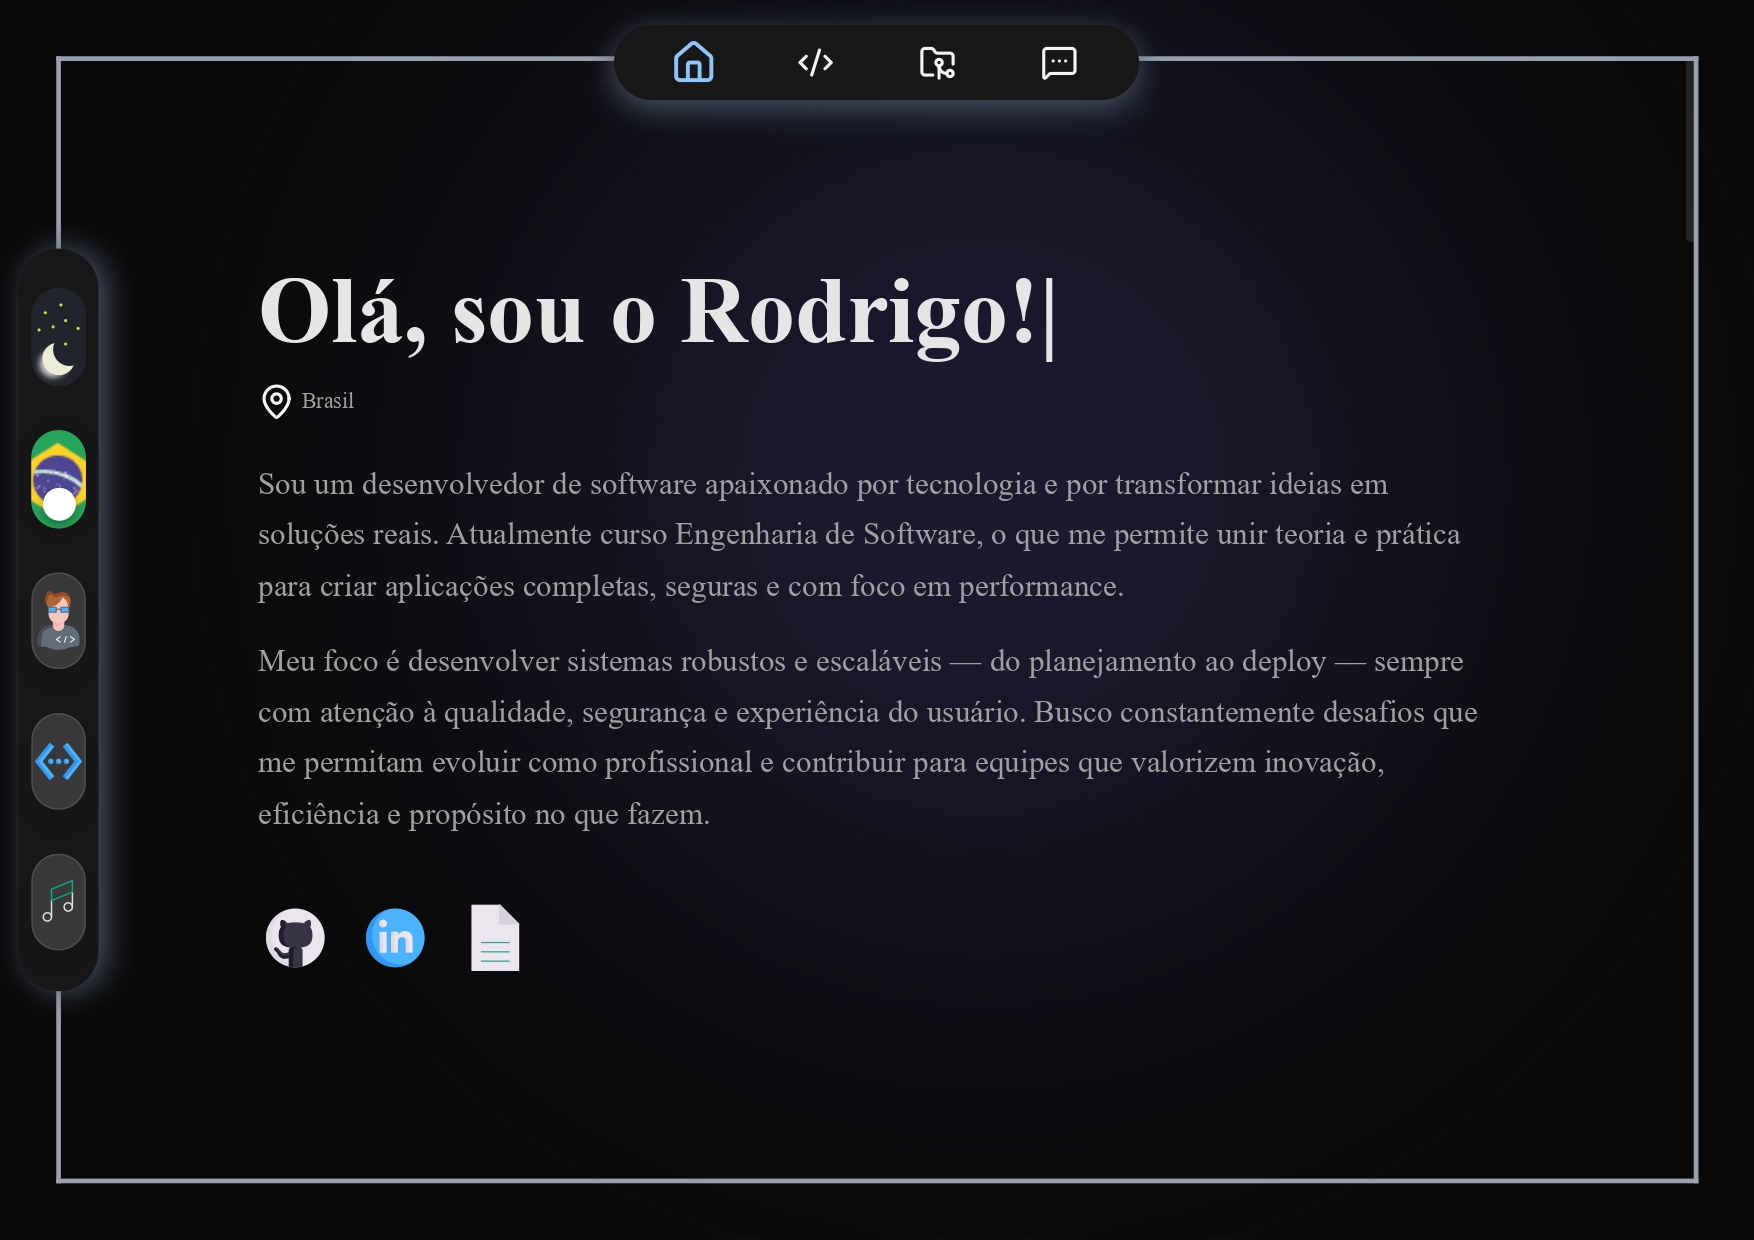 Olá, sou o Rodrigo!|
Brasil
Sou um desenvolvedor de software apaixonado por tecnologia e por transformar ideias em
soluções reais. Atualmente curso Engenharia de Software, o que me permite unir teoria e prática
para criar aplicações completas, seguras e com foco em performance.
Meu foco é desenvolver sistemas robustos e escaláveis — do planejamento ao deploy — sempre
com atenção à qualidade, segurança e experiência do usuário. Busco constantemente desafios que
me permitam evoluir como profissional e contribuir para equipes que valorizem inovação,
eficiência e propósito no que fazem.
in